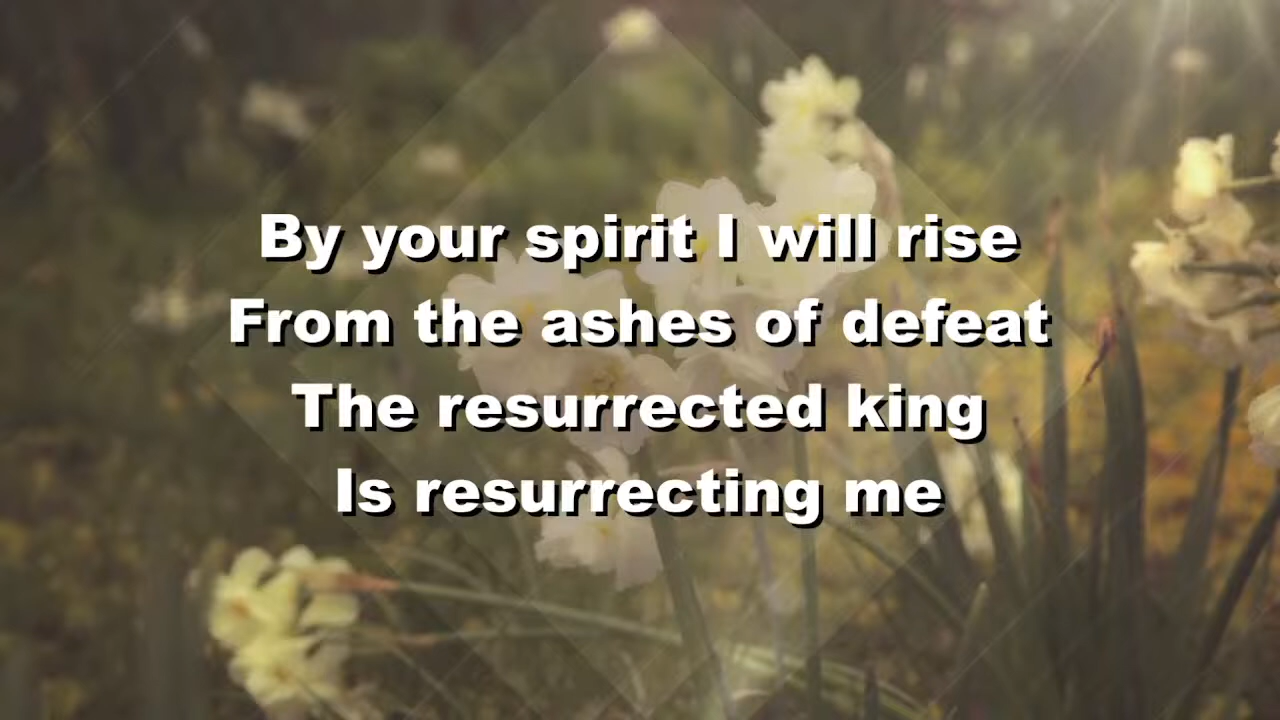 By your spirit I will rise
From the ashes of defeat
The resurrected king
Is resurrecting me